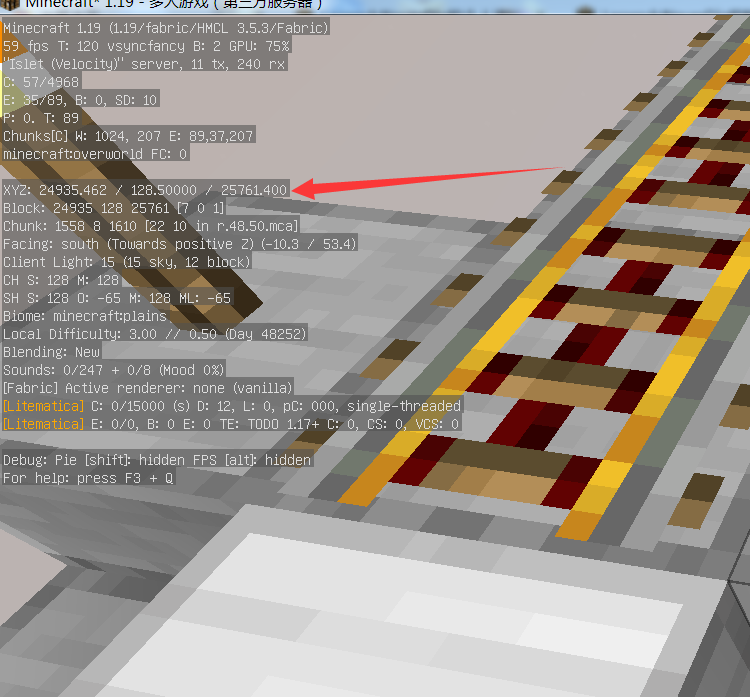 Minecraft* 1.19 - 多人游戏 ( 第三方服务器 )
Minecraft 1.19 (1.19/fabric/HMCL 3.5.3/Fabric)
59 fps T: 120 vsyncfancy B: 2 GPU: 75%
"Islet (Velocity)" server, 11 tx, 240 rx
C: 57/4968
E: 35/89, B: 0, SD: 10
P: 0. T: 89
Chunks[C] W: 1024, 207 E: 89,37,207
minecraft:overworld FC: 0
XYZ: 24935.462 / 128.50000 / 25761.400
Block: 24935 128 25761 [7 0 1]
Chunk: 1558 8 1610 [22 10 in r.48.50.mca]
Facing: south (Towards positive Z) (-10.3 / 53.4)
Client Light: 15 (15 sky, 12 block)
CH S: 128 M: 128
SH S: 128 O: -65 M: 128 ML: -65
Biome: minecraft:plains
Local Difficulty: 3.00 // 0.50 (Day 48252)
Blending: New
Sounds: 0/247 + 0/8 (Mood 0%)
[Fabric] Active renderer: none (vanilla)
[Litematica] C: 0/15000 (s) D: 12, L: 0, pC: 000, single-threaded
[Litematica] E: 0/0, B: 0 E: 0 TE: TODO 1.17+ C: 0, CS: 0, VCS: 0
Debug: Pie [shift]: hidden FPS [alt]: hidden
For help: press F3 + Q